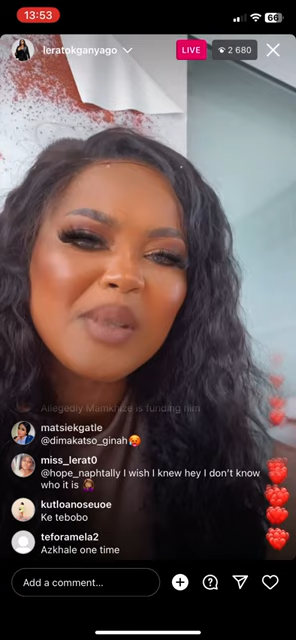 13:53
66
leratokganyago
LIVE
2 680
Allegedly Mamkhize is funding him
matsiekgatle
@dimakatso_ginah🥵
miss_lerat0
@hope_naphtally I wish I knew hey I don't know
who it is 🤷🏾‍♀️
kutloanoseuoe
Ke tebobo
teforamela2
Azkhale one time
Add a comment...